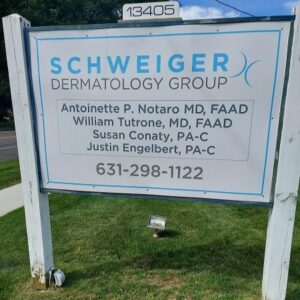 13405
SCHWEIGER
DERMATOLOGY GROUP
Antoinette P. Notaro MD, FAAD
William Tutrone, MD, FAAD
Susan Conaty, PA-C
Justin Engelbert, PA-C
631-298-1122